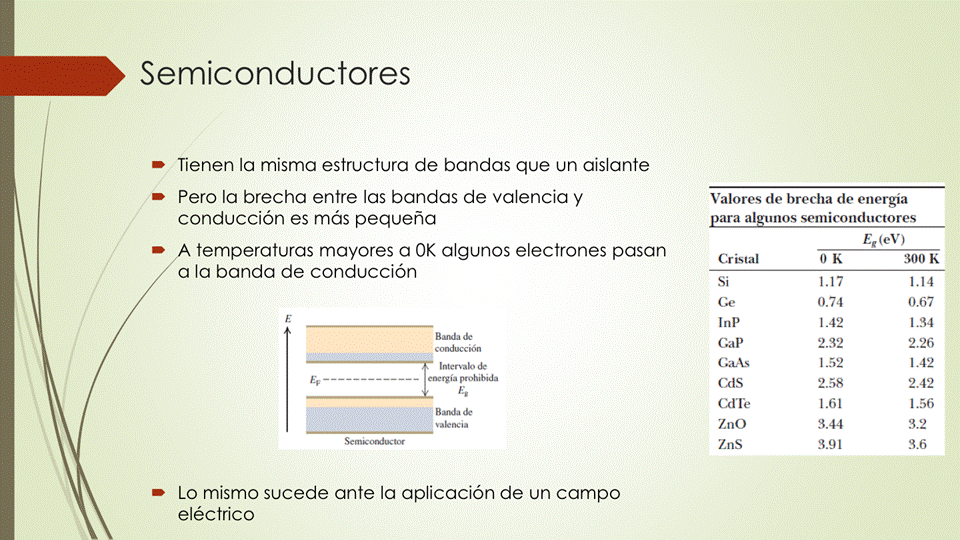 Semiconductores
Tienen la misma estructura de bandas que un aislante
Pero la brecha entre las bandas de valencia y
conducción es más pequeña
A temperaturas mayores a 0K algunos electrones pasan
a la banda de conducción
E
Banda de
conducción
Intervalo de
energía prohibida
E_g
E_F
Banda de
valencia
Semiconductor
Lo mismo sucede ante la aplicación de un campo
eléctrico
Valores de brecha de energía
para algunos semiconductores
E_g (eV)
Cristal 0 K 300 K
Si 1.17 1.14
Ge 0.74 0.67
InP 1.42 1.34
GaP 2.32 2.26
GaAs 1.52 1.42
CdS 2.58 2.42
CdTe 1.61 1.56
ZnO 3.44 3.2
ZnS 3.91 3.6